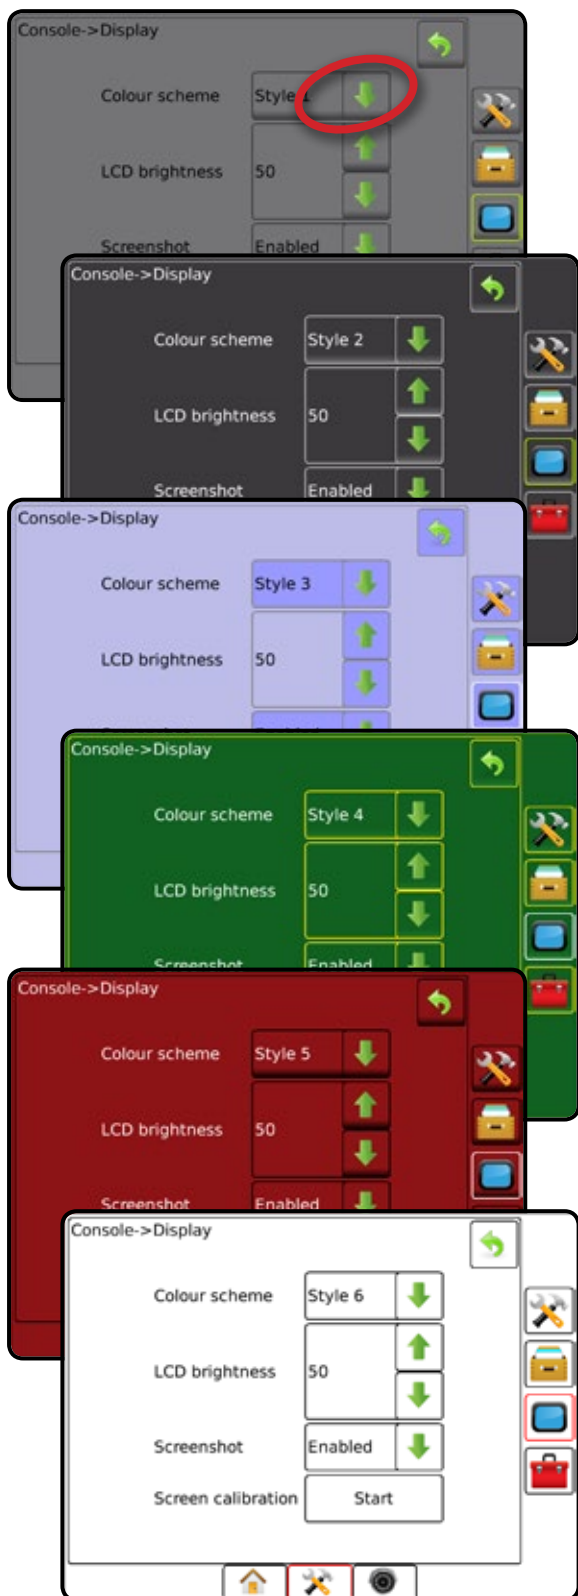 Console->Display
Colour scheme Style 1
LCD brightness 50
Screenshot Enabled
Console->Display
Colour scheme Style 2
LCD brightness 50
Screenshot Enabled
Console->Display
Colour scheme Style 3
LCD brightness 50
Console->Display
Colour scheme Style 4
LCD brightness 50
Screenshot Enabled
Console->Display
Colour scheme Style 5
LCD brightness 50
Screenshot Enabled
Console->Display
Colour scheme Style 6
LCD brightness 50
Screenshot Enabled
Screen calibration Start